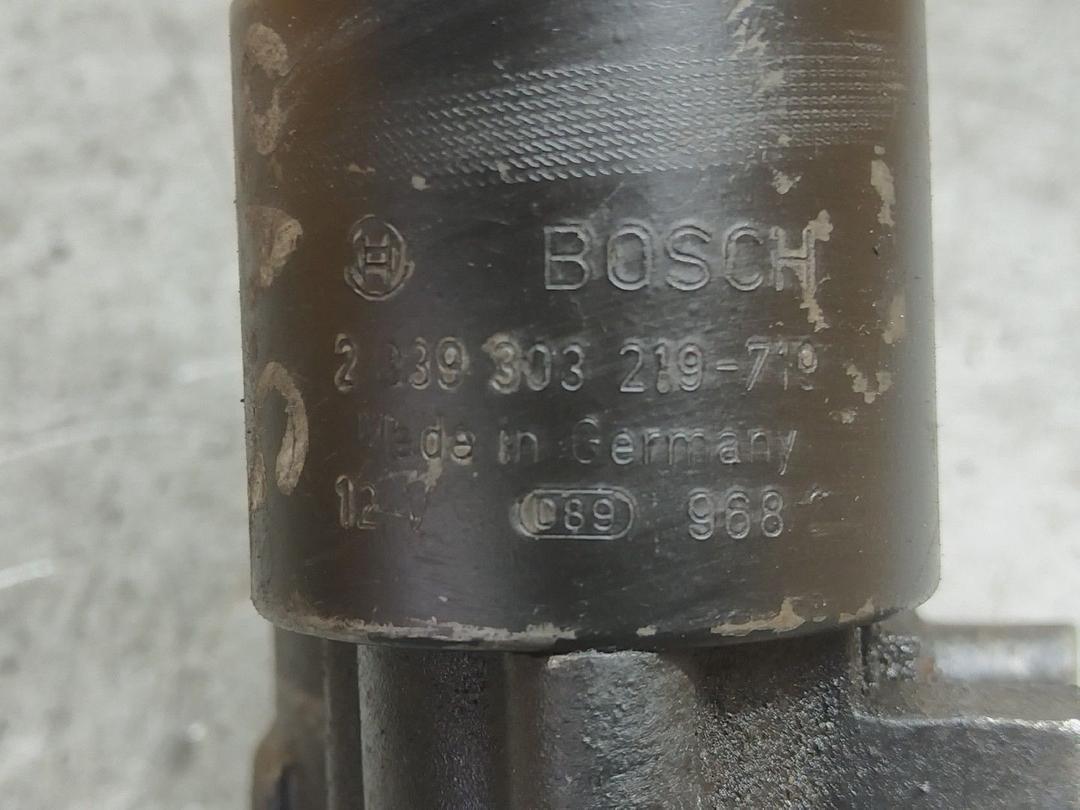 BOSCH
2 339 303 219-719
Made in Germany
12 V 089 968